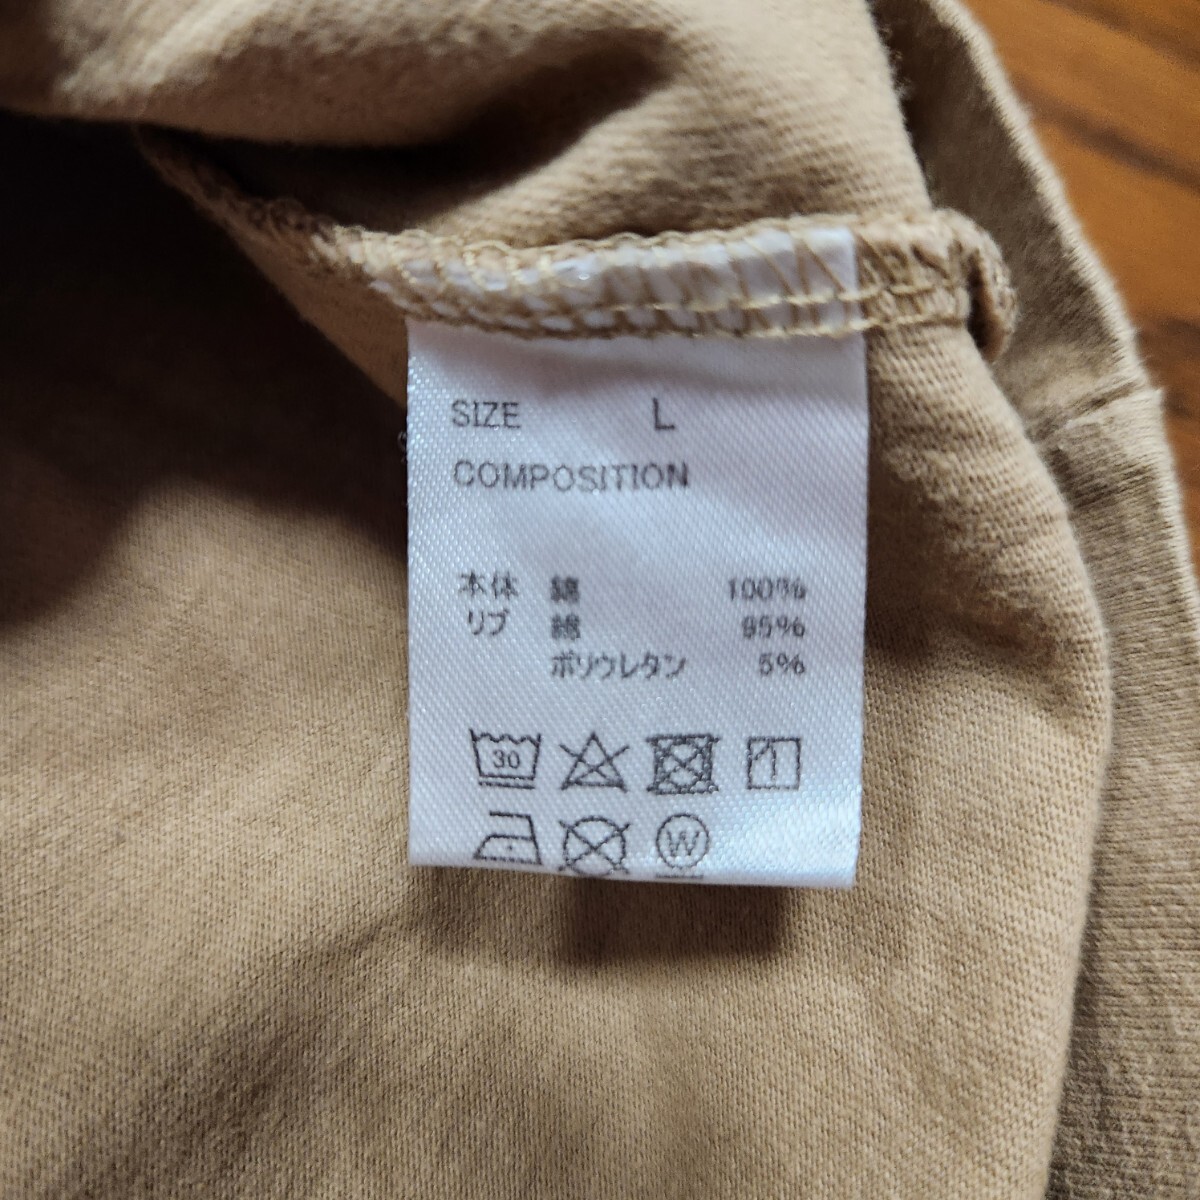 SIZE L
COMPOSITION
本体 綿 100%
リブ 綿 95%
ポリウレタン 5%
30
W